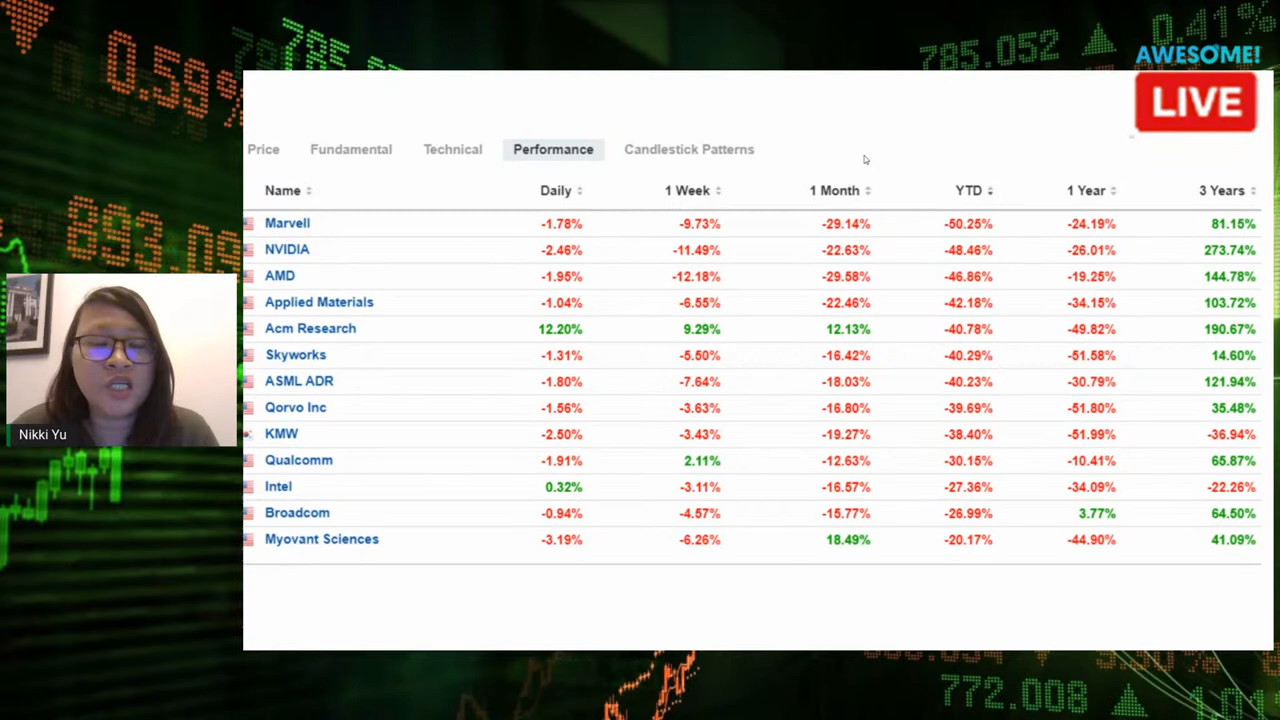 0.59%
785.052
0.41%
AWESOME!
LIVE
Price Fundamental Technical Performance Candlestick Patterns
Name Daily 1 Week 1 Month YTD 1 Year 3 Years
Marvell -1.78% -9.73% -29.14% -50.25% -24.19% 81.15%
NVIDIA -2.46% -11.49% -22.63% -48.46% -26.01% 273.74%
AMD -1.95% -12.18% -29.58% -46.86% -19.25% 144.78%
Applied Materials -1.04% -6.55% -22.46% -42.18% -34.15% 103.72%
Acm Research 12.20% 9.29% 12.13% -40.78% -49.82% 190.67%
Skyworks -1.31% -5.50% -16.42% -40.29% -51.58% 14.60%
ASML ADR -1.80% -7.64% -18.03% -40.23% -30.79% 121.94%
Qorvo Inc -1.56% -3.63% -16.80% -39.69% -51.80% 35.48%
KMW -2.50% -3.43% -19.27% -38.40% -51.99% -36.94%
Qualcomm -1.91% 2.11% -12.63% -30.15% -10.41% 65.87%
Intel 0.32% -3.11% -16.57% -27.36% -34.09% -22.26%
Broadcom -0.94% -4.57% -15.77% -26.99% 3.77% 64.50%
Myovant Sciences -3.19% -6.26% 18.49% -20.17% -44.90% 41.09%
893.09
Nikki Yu
772.008